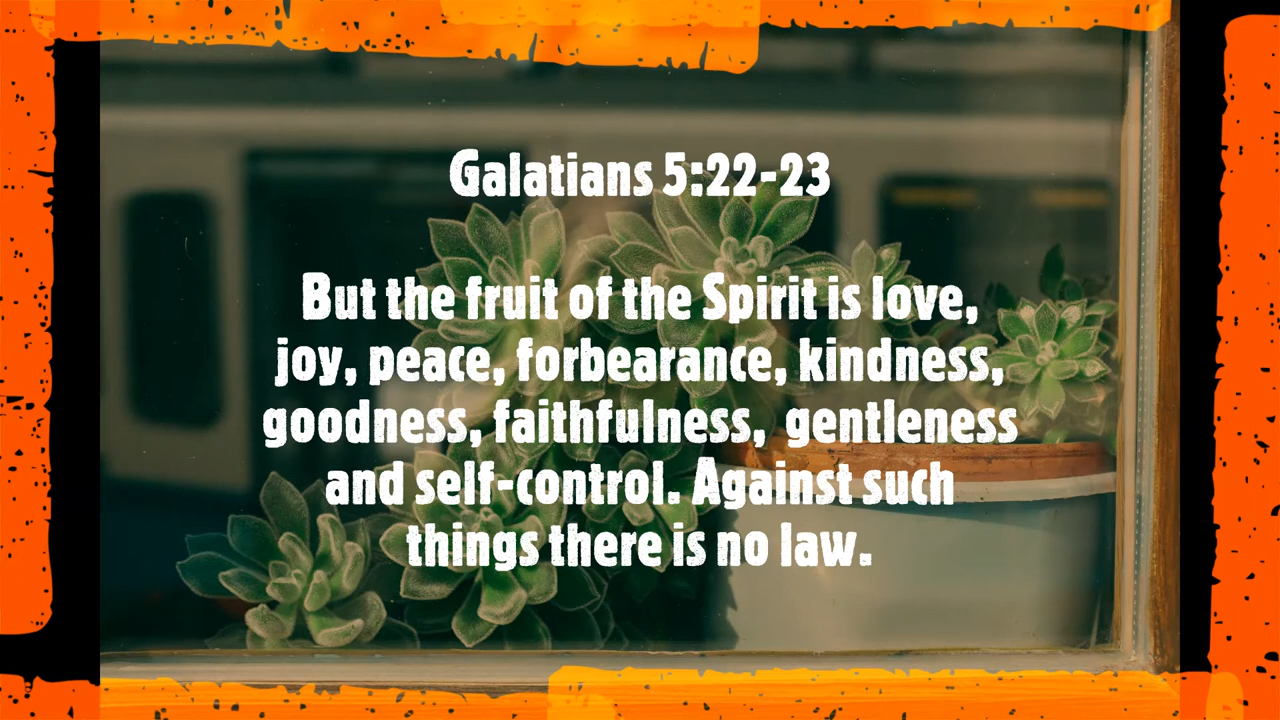 Galatians 5:22-23
But the fruit of the Spirit is love,
joy, peace, forbearance, kindness,
goodness, faithfulness, gentleness
and self-control. Against such
things there is no law.